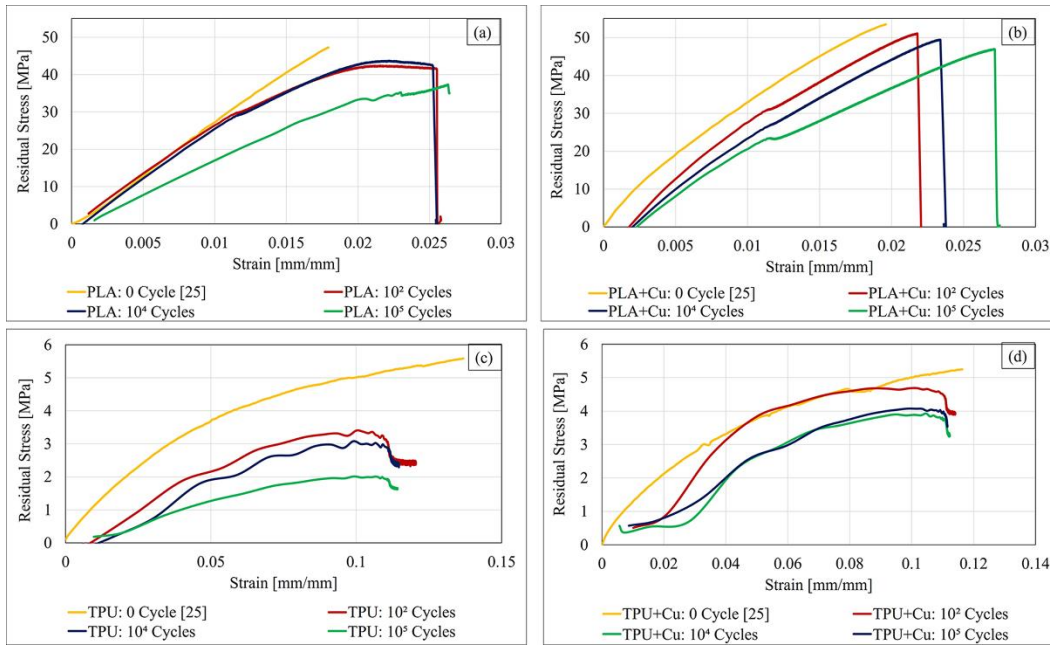 (a)
Residual Stress [MPa]
50
40
30
20
10
0
0 0.005 0.01 0.015 0.02 0.025 0.03
Strain [mm/mm]
PLA: 0 Cycle [25] PLA: 10² Cycles
PLA: 10⁴ Cycles PLA: 10⁵ Cycles
(b)
Residual Stress [MPa]
50
40
30
20
10
0
0 0.005 0.01 0.015 0.02 0.025 0.03
Strain [mm/mm]
PLA+Cu: 0 Cycle [25] PLA+Cu: 10² Cycles
PLA+Cu: 10⁴ Cycles PLA+Cu: 10⁵ Cycles
(c)
Residual Stress [MPa]
6
5
4
3
2
1
0
0 0.05 0.1 0.15
Strain [mm/mm]
TPU: 0 Cycle [25] TPU: 10² Cycles
TPU: 10⁴ Cycles TPU: 10⁵ Cycles
(d)
Residual Stress [MPa]
6
5
4
3
2
1
0
0 0.02 0.04 0.06 0.08 0.1 0.12 0.14
Strain [mm/mm]
TPU+Cu: 0 Cycle [25] TPU+Cu: 10² Cycles
TPU+Cu: 10⁴ Cycles TPU+Cu: 10⁵ Cycles